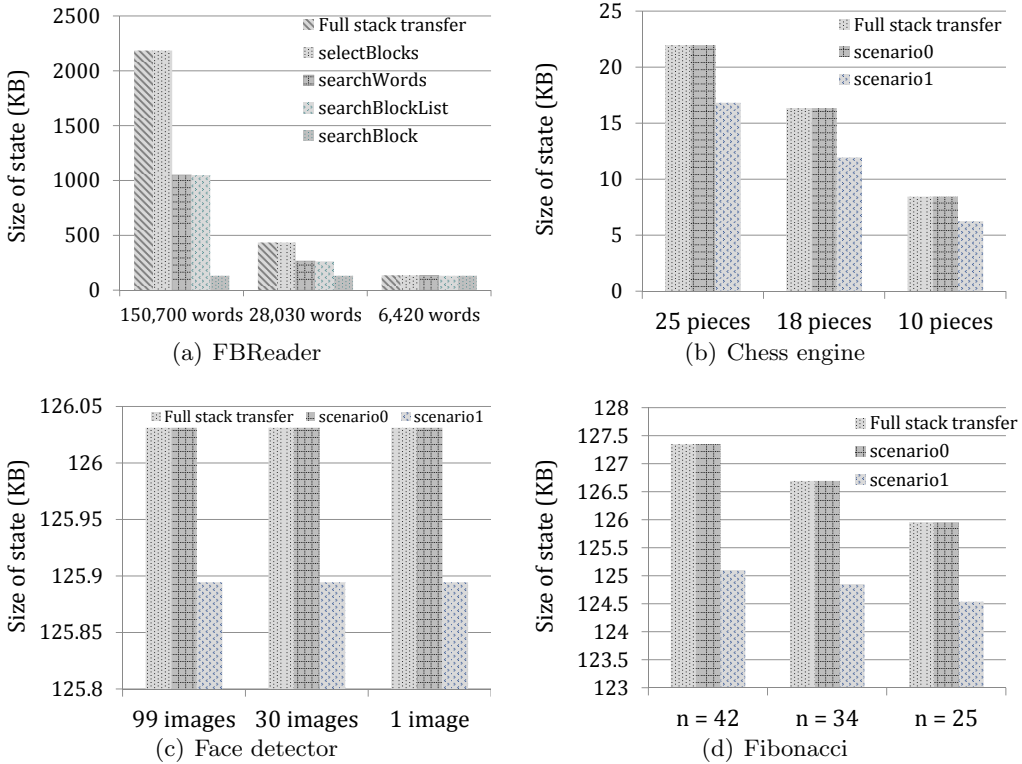 2500
2000
1500
1000
500
0
Size of state (KB)
Full stack transfer
selectBlocks
searchWords
searchBlockList
searchBlock
150,700 words 28,030 words 6,420 words
(a) FBReader
25
20
15
10
5
0
Size of state (KB)
Full stack transfer
scenario0
scenario1
25 pieces 18 pieces 10 pieces
(b) Chess engine
126.05
126
125.95
125.9
125.85
125.8
Size of state (KB)
Full stack transfer scenario0 scenario1
99 images 30 images 1 image
(c) Face detector
128
127.5
127
126.5
126
125.5
125
124.5
124
123.5
123
Size of state (KB)
Full stack transfer
scenario0
scenario1
n = 42 n = 34 n = 25
(d) Fibonacci